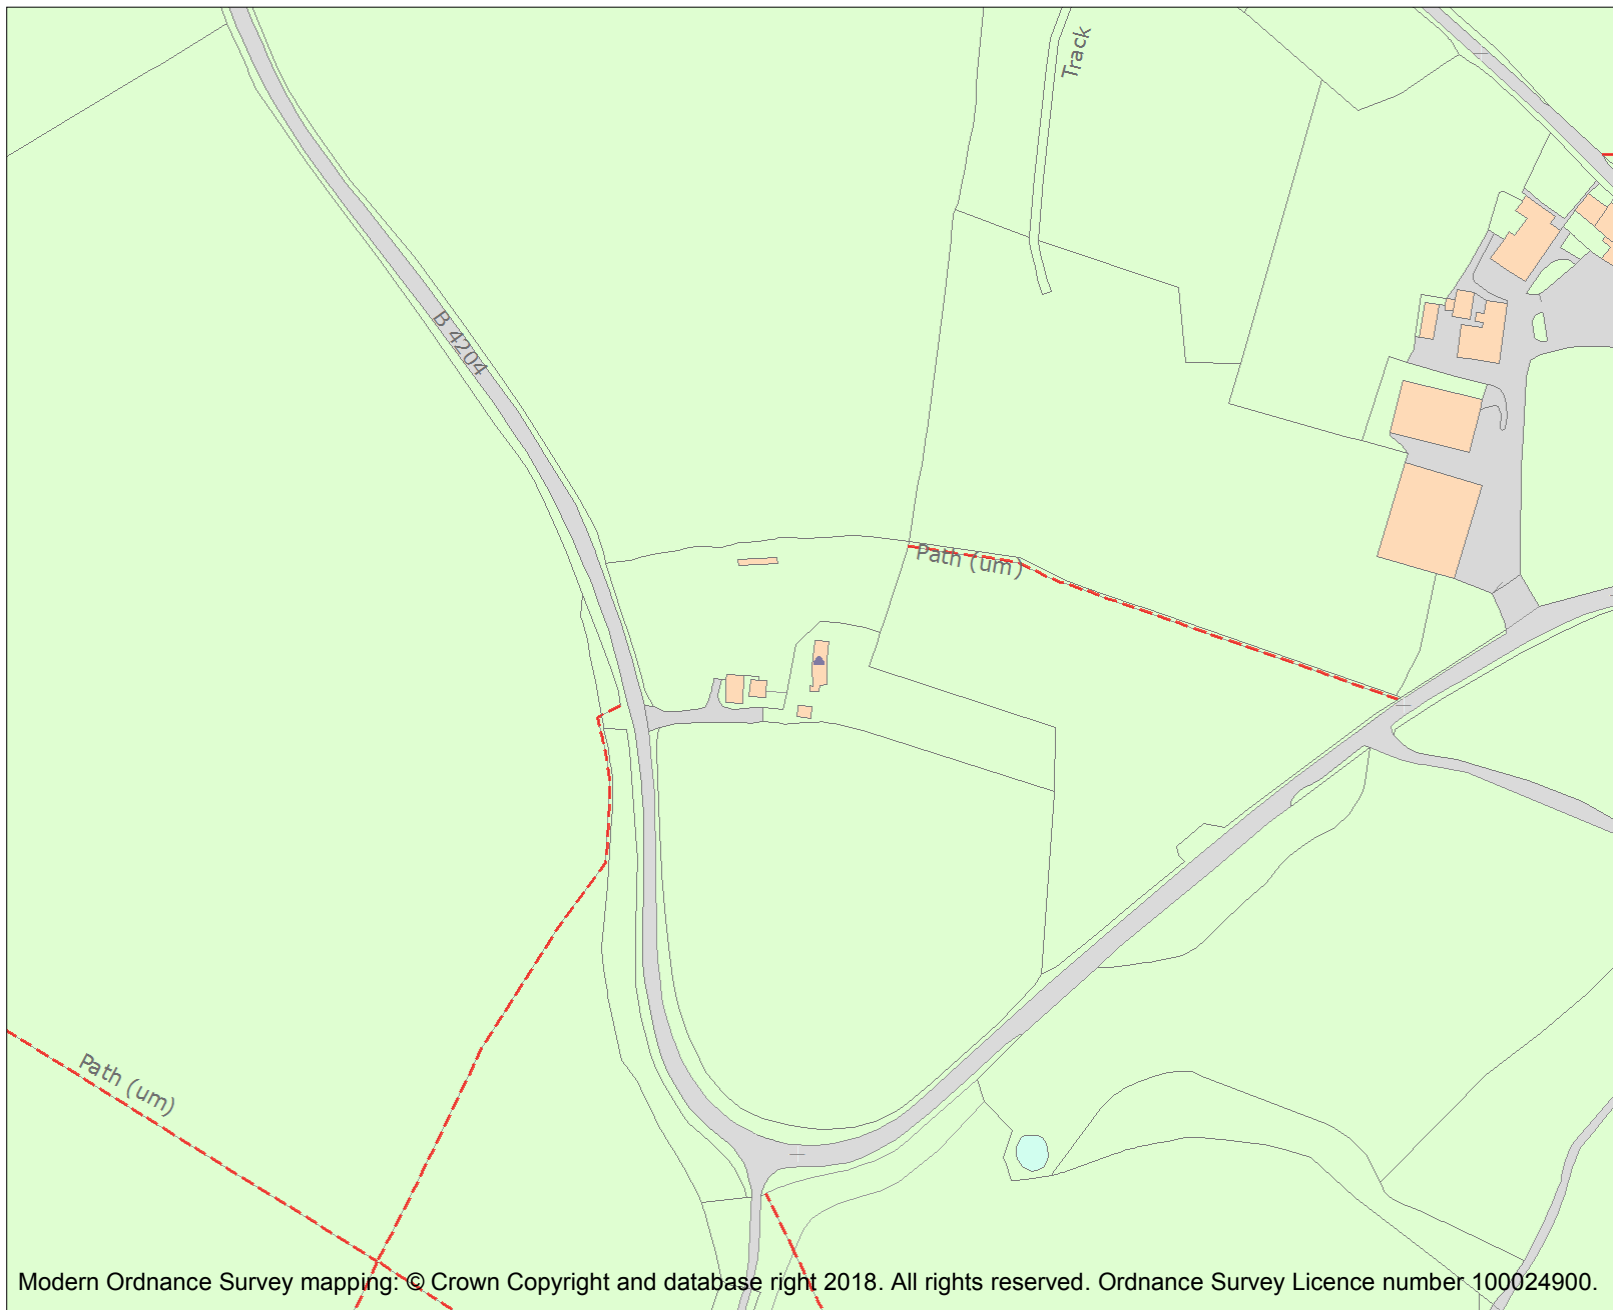 Track
B 4204
Path (um)
Path (um)
Modern Ordnance Survey mapping: © Crown Copyright and database right 2018. All rights reserved. Ordnance Survey Licence number 100024900.